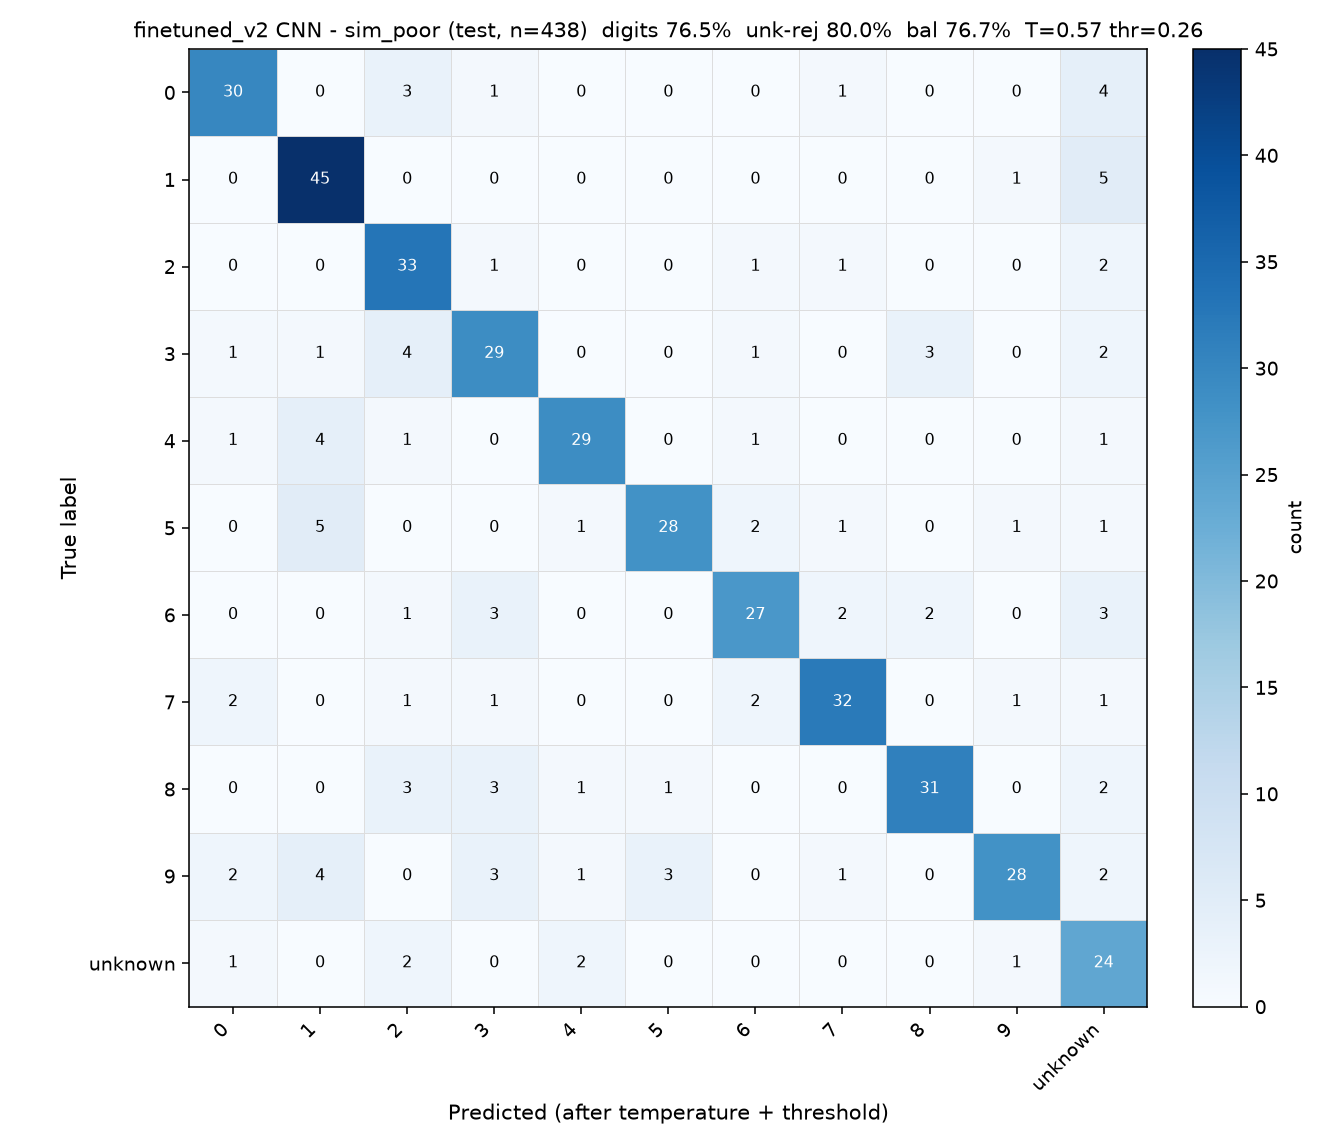 finetuned_v2 CNN - sim_poor (test, n=438)  digits 76.5%  unk-rej 80.0%  bal 76.7%  T=0.57 thr=0.26
0 30 0 3 1 0 0 0 1 0 0 4
1 0 45 0 0 0 0 0 0 0 1 5
2 0 0 33 1 0 0 1 1 0 0 2
3 1 1 4 29 0 0 1 0 3 0 2
4 1 4 1 0 29 0 1 0 0 0 1
5 0 5 0 0 1 28 2 1 0 1 1
6 0 0 1 3 0 0 27 2 2 0 3
7 2 0 1 1 0 0 2 32 0 1 1
8 0 0 3 3 1 1 0 0 31 0 2
9 2 4 0 3 1 3 0 1 0 28 2
unknown 1 0 2 0 2 0 0 0 0 1 24
0 1 2 3 4 5 6 7 8 9 unknown
True label
Predicted (after temperature + threshold)
45
40
35
30
25
20
15
10
5
0
count